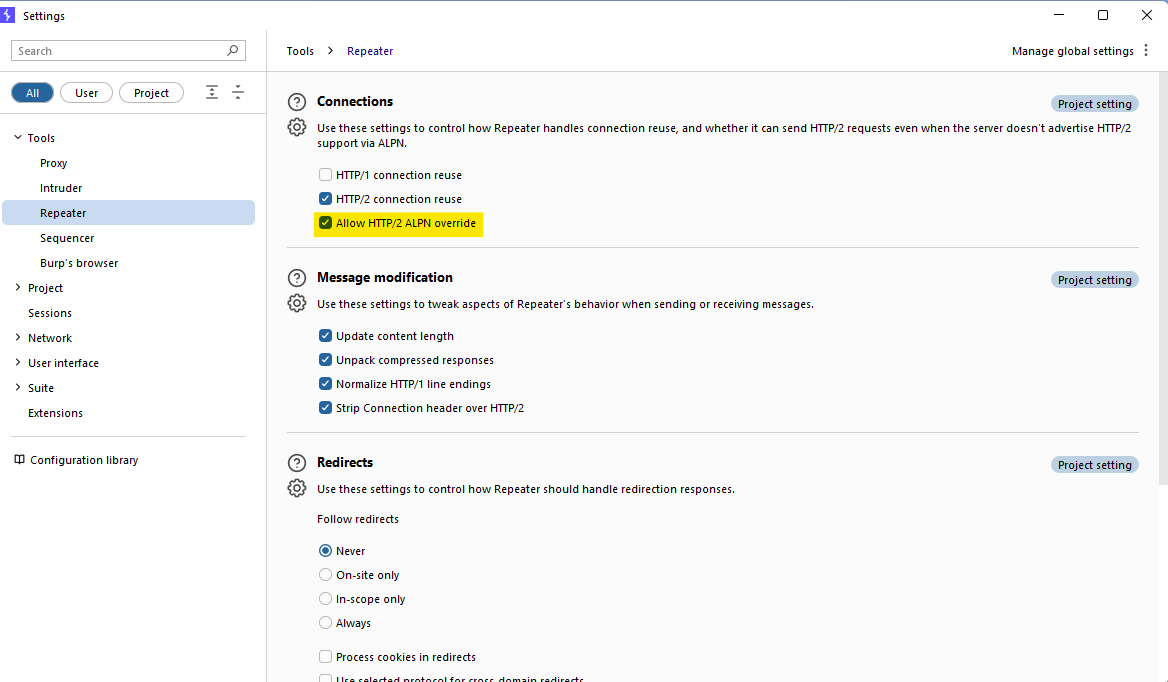 Settings
Search
Tools > Repeater
Manage global settings
All
User
Project
Tools
Proxy
Intruder
Repeater
Sequencer
Burp's browser
Project
Sessions
Network
User interface
Suite
Extensions
Configuration library
Connections
Project setting
Use these settings to control how Repeater handles connection reuse, and whether it can send HTTP/2 requests even when the server doesn't advertise HTTP/2
support via ALPN.
HTTP/1 connection reuse
HTTP/2 connection reuse
Allow HTTP/2 ALPN override
Message modification
Project setting
Use these settings to tweak aspects of Repeater's behavior when sending or receiving messages.
Update content length
Unpack compressed responses
Normalize HTTP/1 line endings
Strip Connection header over HTTP/2
Redirects
Project setting
Use these settings to control how Repeater should handle redirection responses.
Follow redirects
Never
On-site only
In-scope only
Always
Process cookies in redirects
Use selected protocol for cross-domain redirects